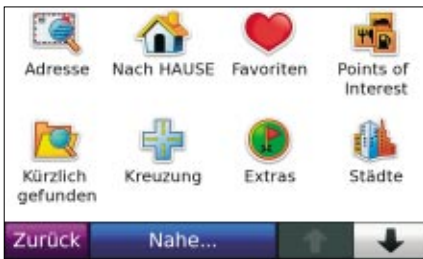 Adresse
Nach HAUSE
Favoriten
Points of
Interest
Kürzlich
gefunden
Kreuzung
Extras
Städte
Zurück
Nahe...